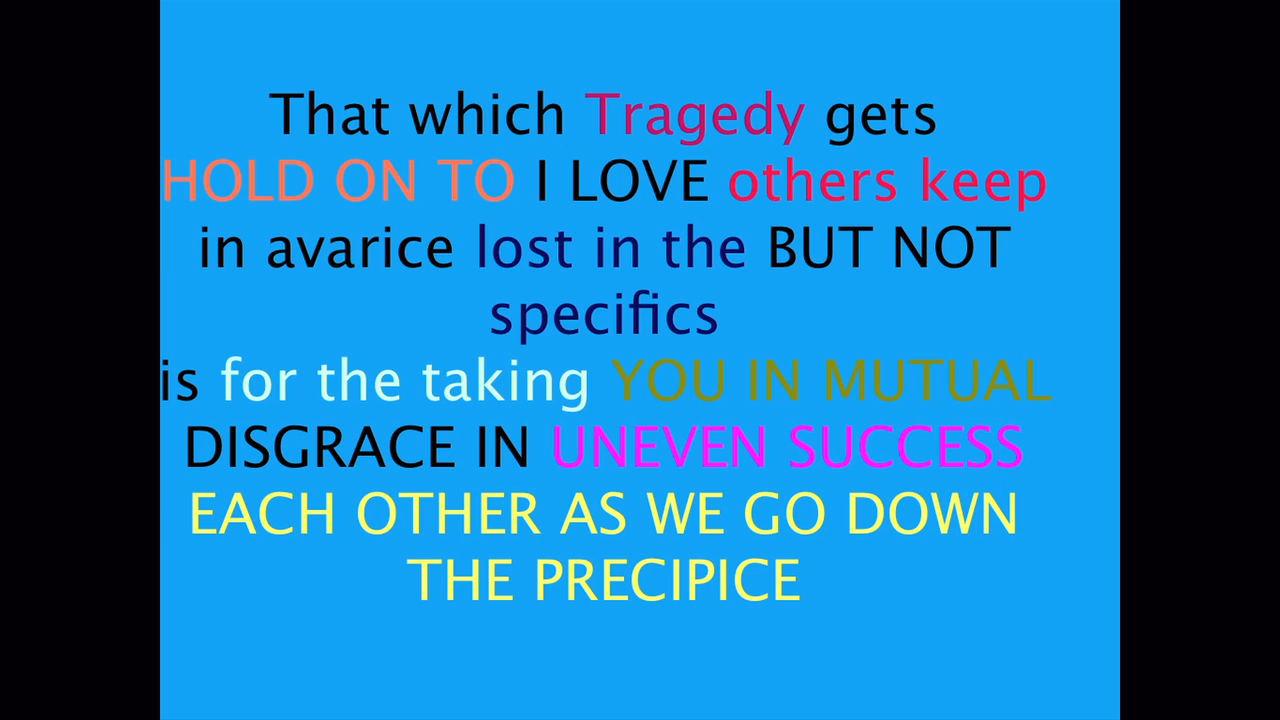 That which Tragedy gets
HOLD ON TO I LOVE others keep
in avarice lost in the BUT NOT
specifics
is for the taking YOU IN MUTUAL
DISGRACE IN UNEVEN SUCCESS
EACH OTHER AS WE GO DOWN
THE PRECIPICE